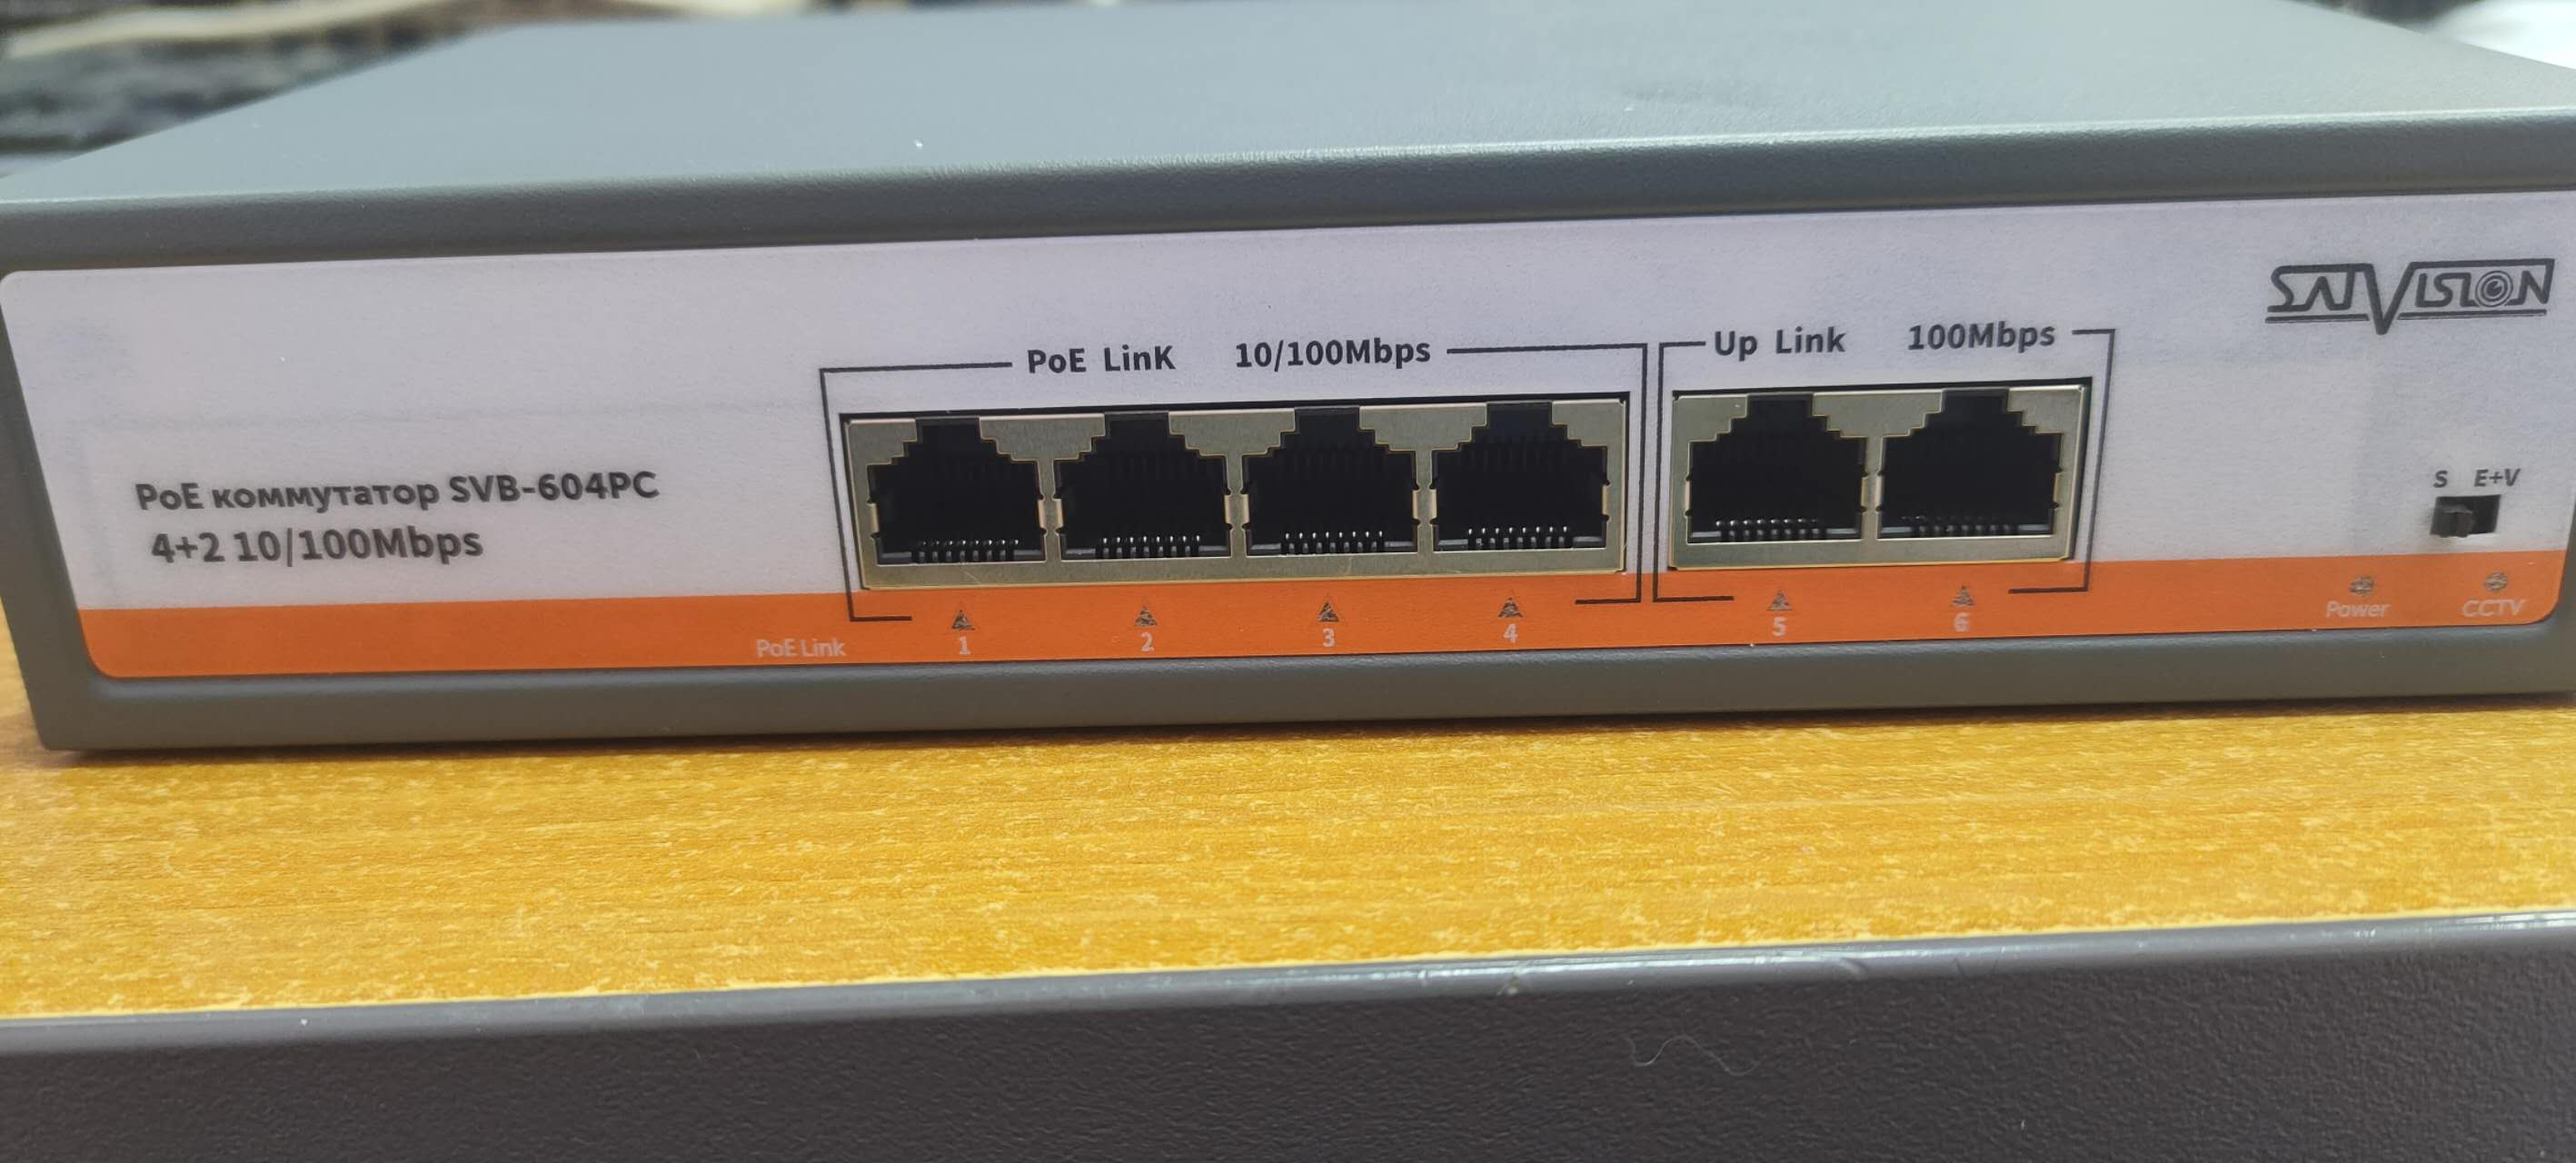 SATVISION
PoE LinK 10/100Mbps
Up Link 100Mbps
PoE коммутатор SVB-604PC
4+2 10/100Mbps
S E+V
PoE Link 1 2 3 4 5 6
Power CCTV